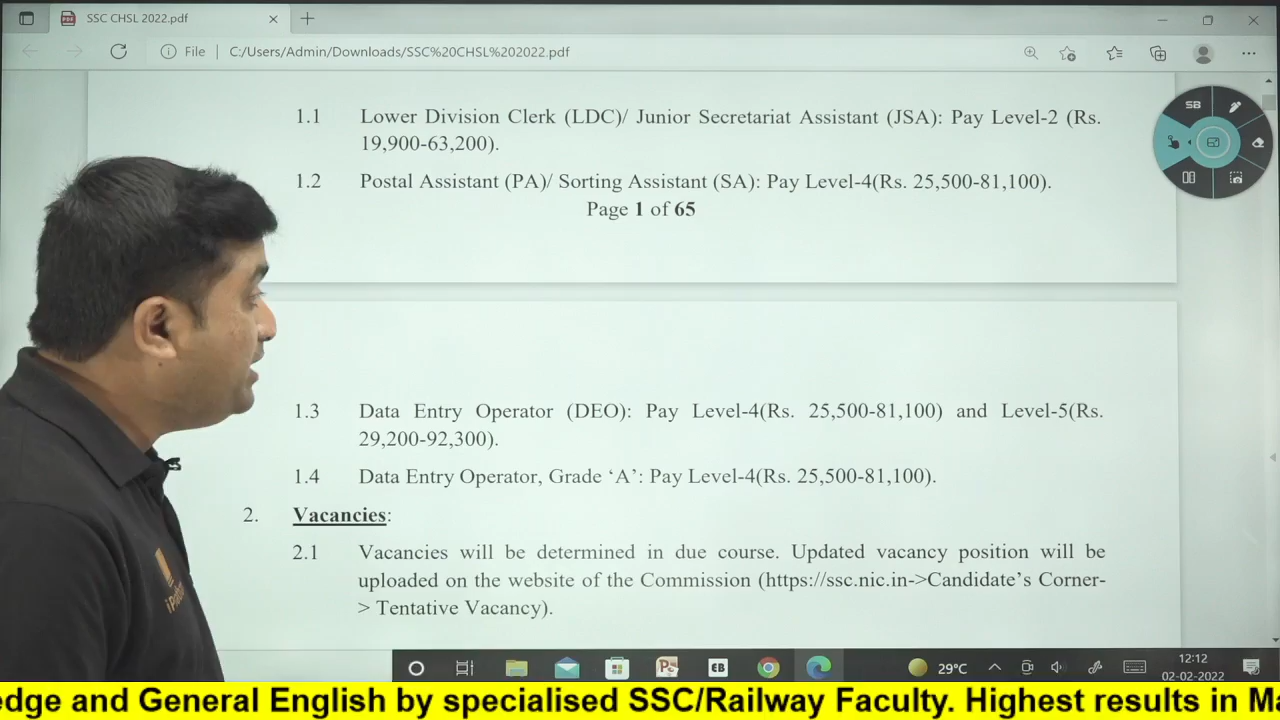 SSC CHSL 2022.pdf
File | C:/Users/Admin/Downloads/SSC%20CHSL%202022.pdf
SB
1.1 Lower Division Clerk (LDC)/ Junior Secretariat Assistant (JSA): Pay Level-2 (Rs.
19,900-63,200).
1.2 Postal Assistant (PA)/ Sorting Assistant (SA): Pay Level-4(Rs. 25,500-81,100).
Page 1 of 65
1.3 Data Entry Operator (DEO): Pay Level-4(Rs. 25,500-81,100) and Level-5(Rs.
29,200-92,300).
1.4 Data Entry Operator, Grade ‘A’: Pay Level-4(Rs. 25,500-81,100).
2. Vacancies:
2.1 Vacancies will be determined in due course. Updated vacancy position will be
uploaded on the website of the Commission (https://ssc.nic.in->Candidate’s Corner-
> Tentative Vacancy).
EB
29°C
12:12
02-02-2022
edge and General English by specialised SSC/Railway Faculty. Highest results in Ma